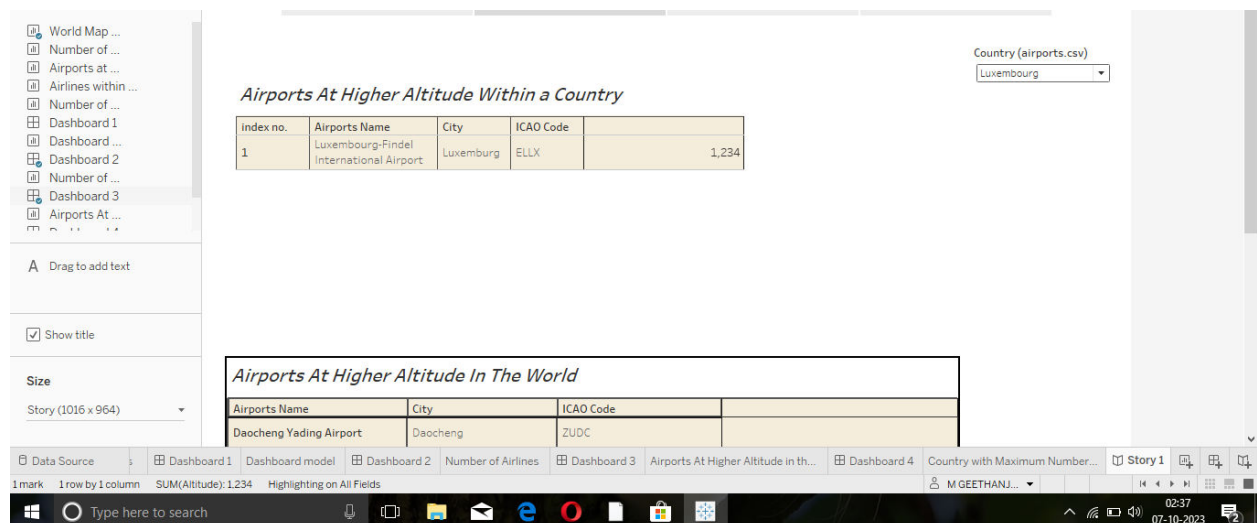 World Map ...
Number of ...
Airports at ...
Airlines within ...
Number of ...
Dashboard 1
Dashboard ...
Dashboard 2
Number of ...
Dashboard 3
Airports At ...
A Drag to add text
Show title
Size
Story (1016 x 964)
Country (airports.csv)
Luxembourg
Airports At Higher Altitude Within a Country
index no. Airports Name City ICAO Code
1 Luxembourg-Findel International Airport Luxemburg ELLX 1,234
Airports At Higher Altitude In The World
Airports Name City ICAO Code
Daocheng Yading Airport Daocheng ZUDC
Data Source s Dashboard 1 Dashboard model Dashboard 2 Number of Airlines Dashboard 3 Airports At Higher Altitude in th... Dashboard 4 Country with Maximum Number... Story 1
1 mark 1 row by 1 column SUM(Altitude): 1,234 Highlighting on All Fields M GEETHANJ...
Type here to search 02:37
07-10-2023 2